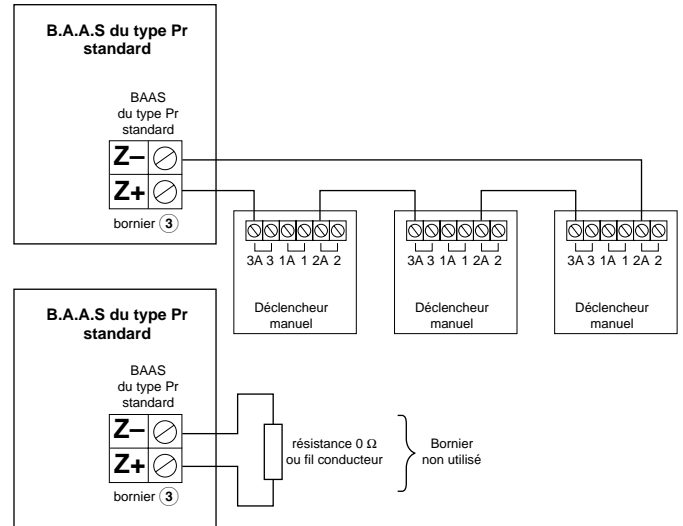 B.A.A.S du type Pr
standard
BAAS
du type Pr
standard
Z–
Z+
bornier 3
3A 3 1A 1 2A 2
Déclencheur
manuel
3A 3 1A 1 2A 2
Déclencheur
manuel
3A 3 1A 1 2A 2
Déclencheur
manuel
B.A.A.S du type Pr
standard
BAAS
du type Pr
standard
Z–
Z+
bornier 3
résistance 0 Ω
ou fil conducteur
Bornier
non utilisé